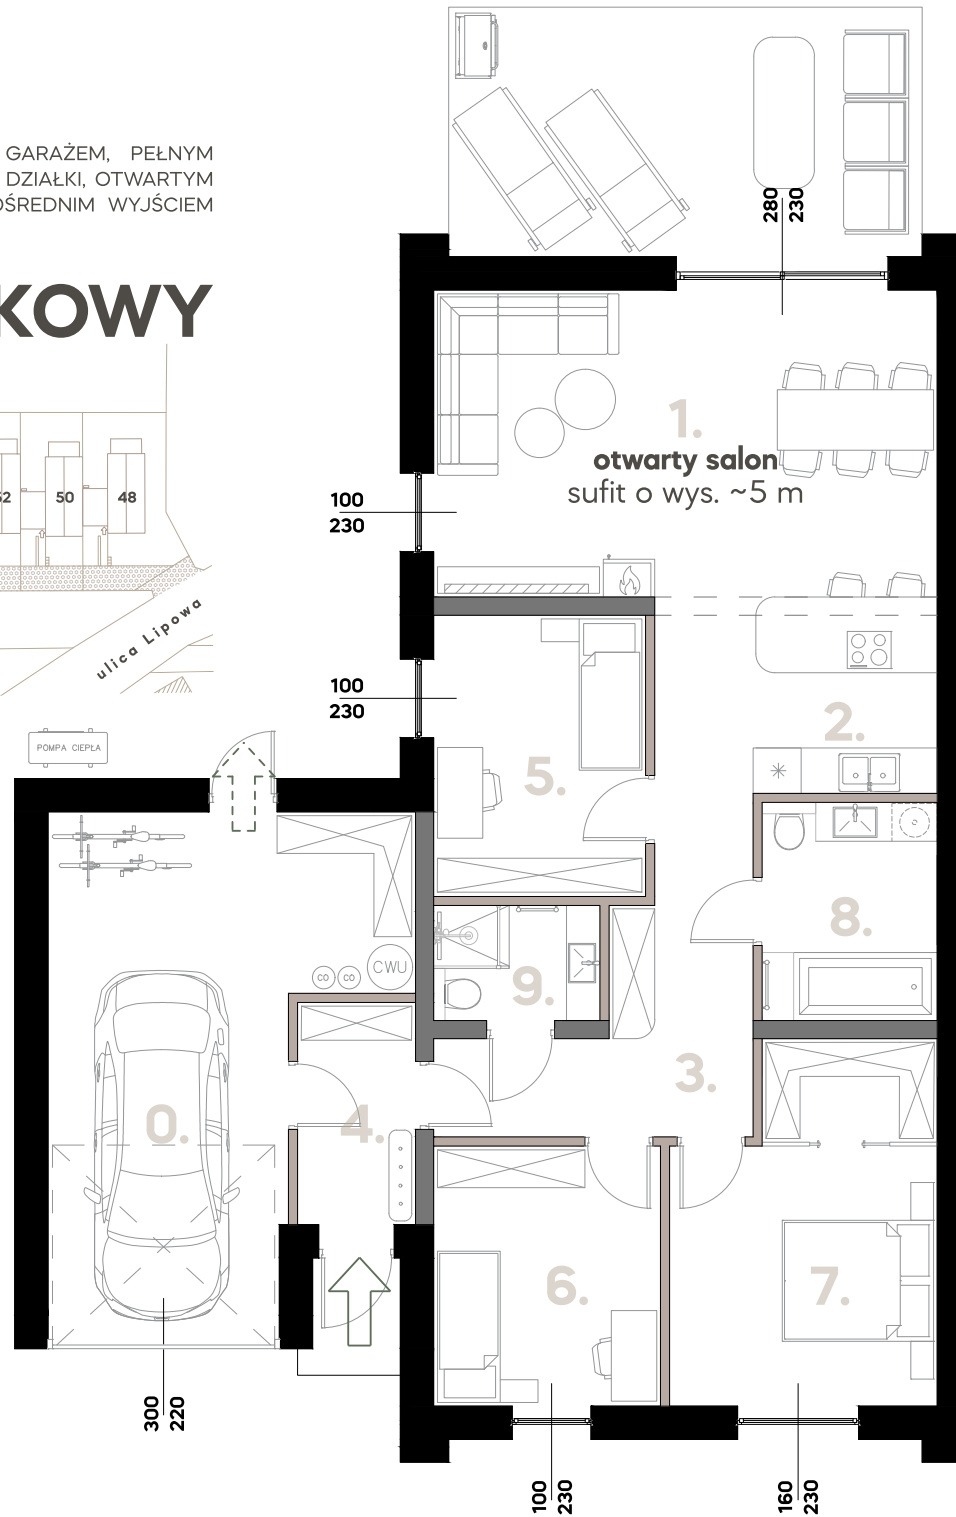 GARAŻEM, PEŁNYM
DZIAŁKI, OTWARTYM
OŚREDNIM WYJŚCIEM
KOWY
52
50
48
ulica Lipowa
POMPA CIEPŁA
280
230
1.
otwarty salon
sufit o wys. ~5 m
100
230
100
230
2.
5.
8.
CWU
CO
CO
9.
3.
0.
4.
6.
7.
300
220
100
230
160
230